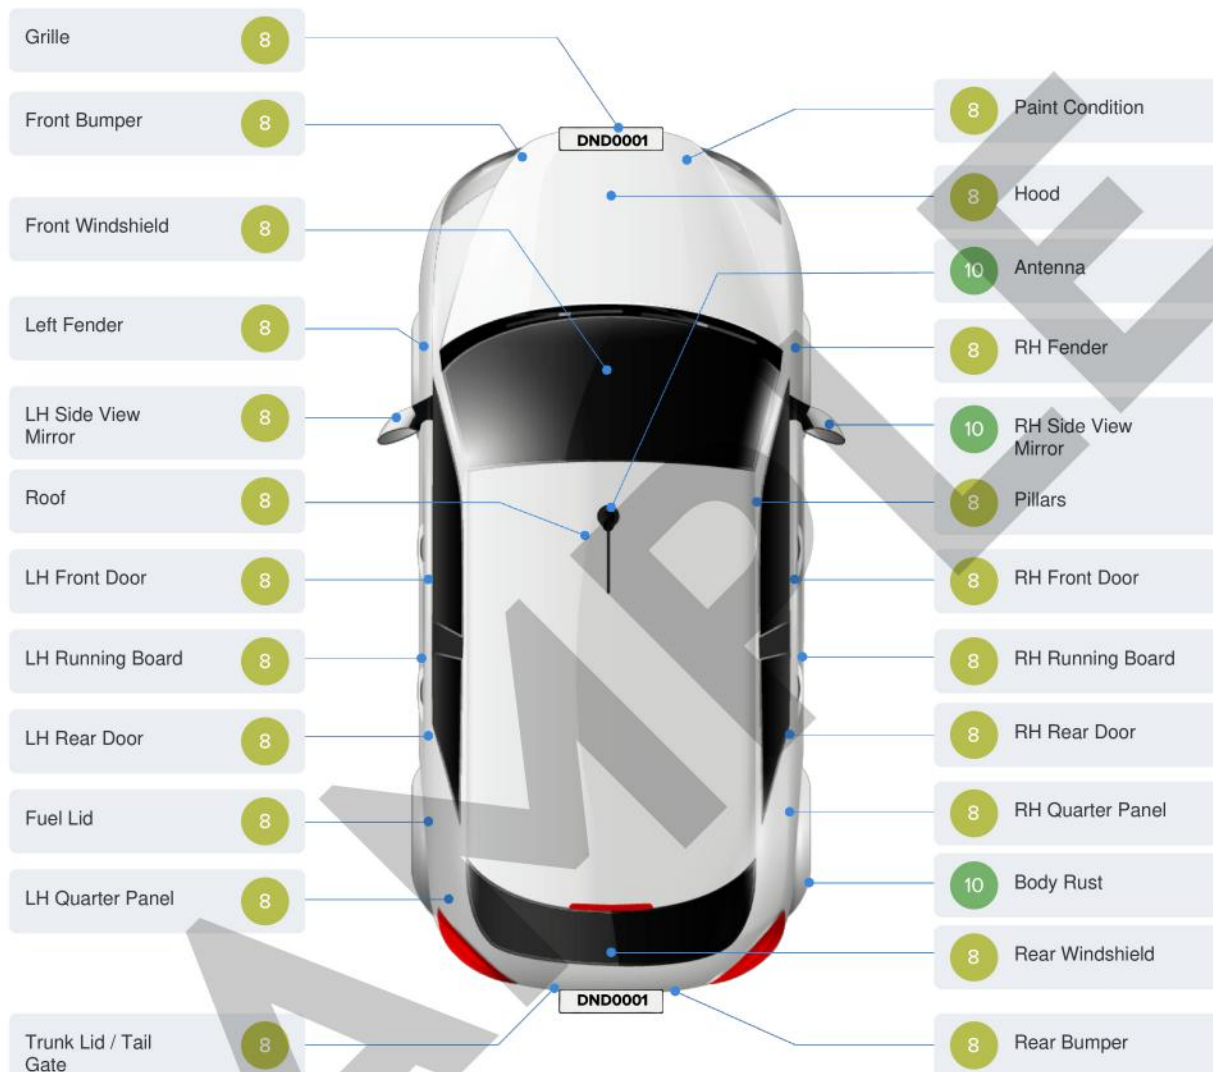 Grille
8
Front Bumper
8
Front Windshield
8
Left Fender
8
LH Side View
Mirror
8
Roof
8
LH Front Door
8
LH Running Board
8
LH Rear Door
8
Fuel Lid
8
LH Quarter Panel
8
Trunk Lid / Tail
Gate
8
DND0001
DND0001
8
Paint Condition
8
Hood
10
Antenna
8
RH Fender
10
RH Side View
Mirror
8
Pillars
8
RH Front Door
8
RH Running Board
8
RH Rear Door
8
RH Quarter Panel
10
Body Rust
8
Rear Windshield
8
Rear Bumper
AMPLE